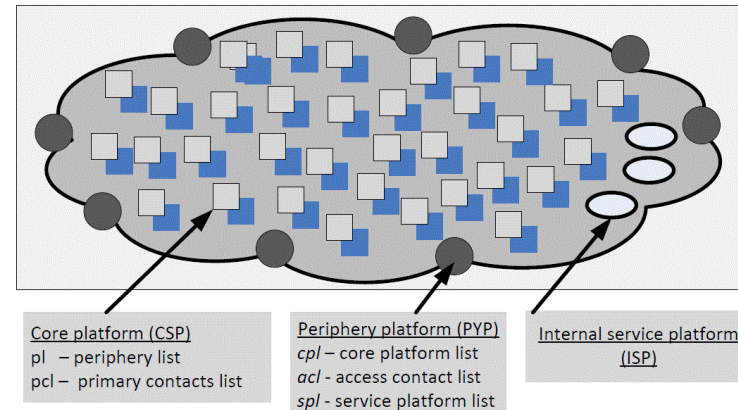 Core platform (CSP)
pl – periphery list
pcl – primary contacts list
Periphery platform (PYP)
cpl – core platform list
acl - access contact list
spl - service platform list
Internal service platform
(ISP)